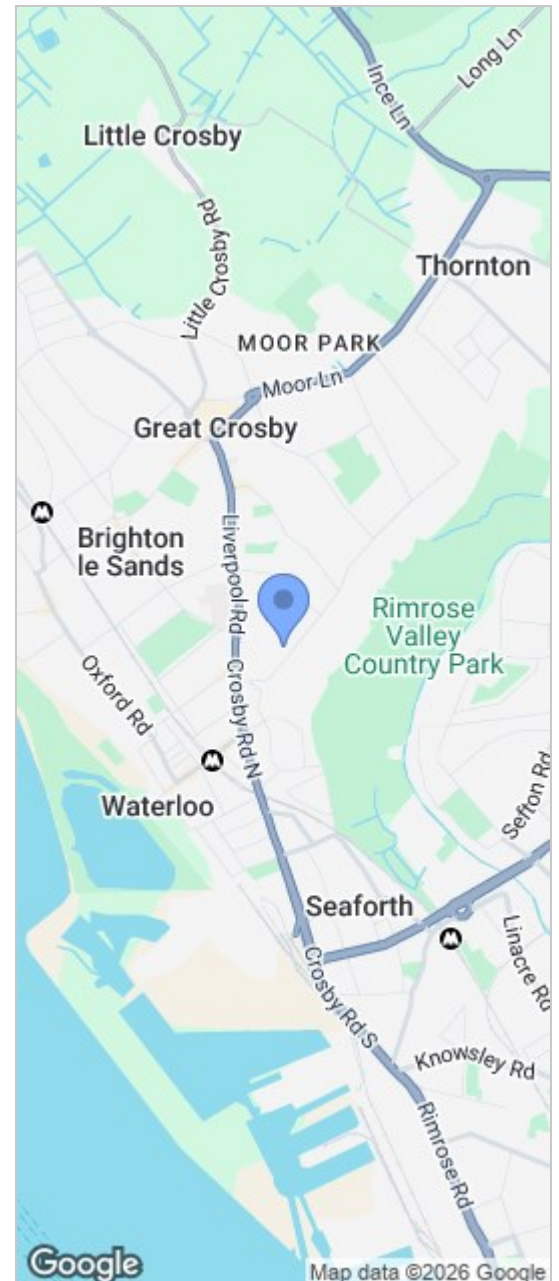 Long Ln
Ince Ln
Little Crosby
Little Crosby Rd
Thornton
MOOR PARK
Moor Ln
Great Crosby
Brighton
le Sands
Liverpool Rd
Rimrose
Valley
Country Park
Oxford Rd
Crosby Rd N
Waterloo
Sefton Rd
Seaforth
Linacre Rd
Crosby Rd S
Knowsley Rd
Rimrose Rd
Google
Map data ©2026 Google